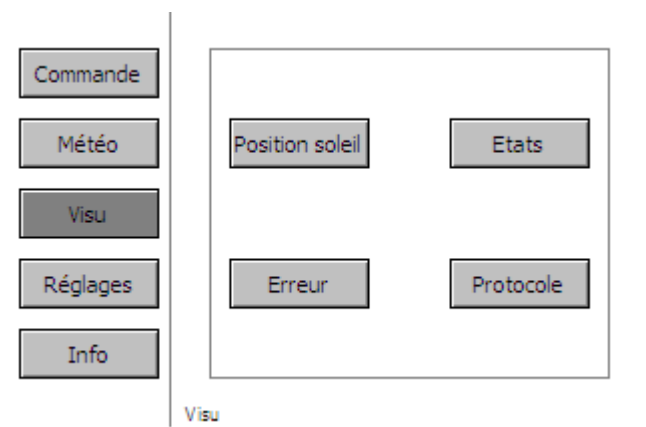 Commande
Météo
Visu
Réglages
Info
Position soleil
Etats
Erreur
Protocole
Visu